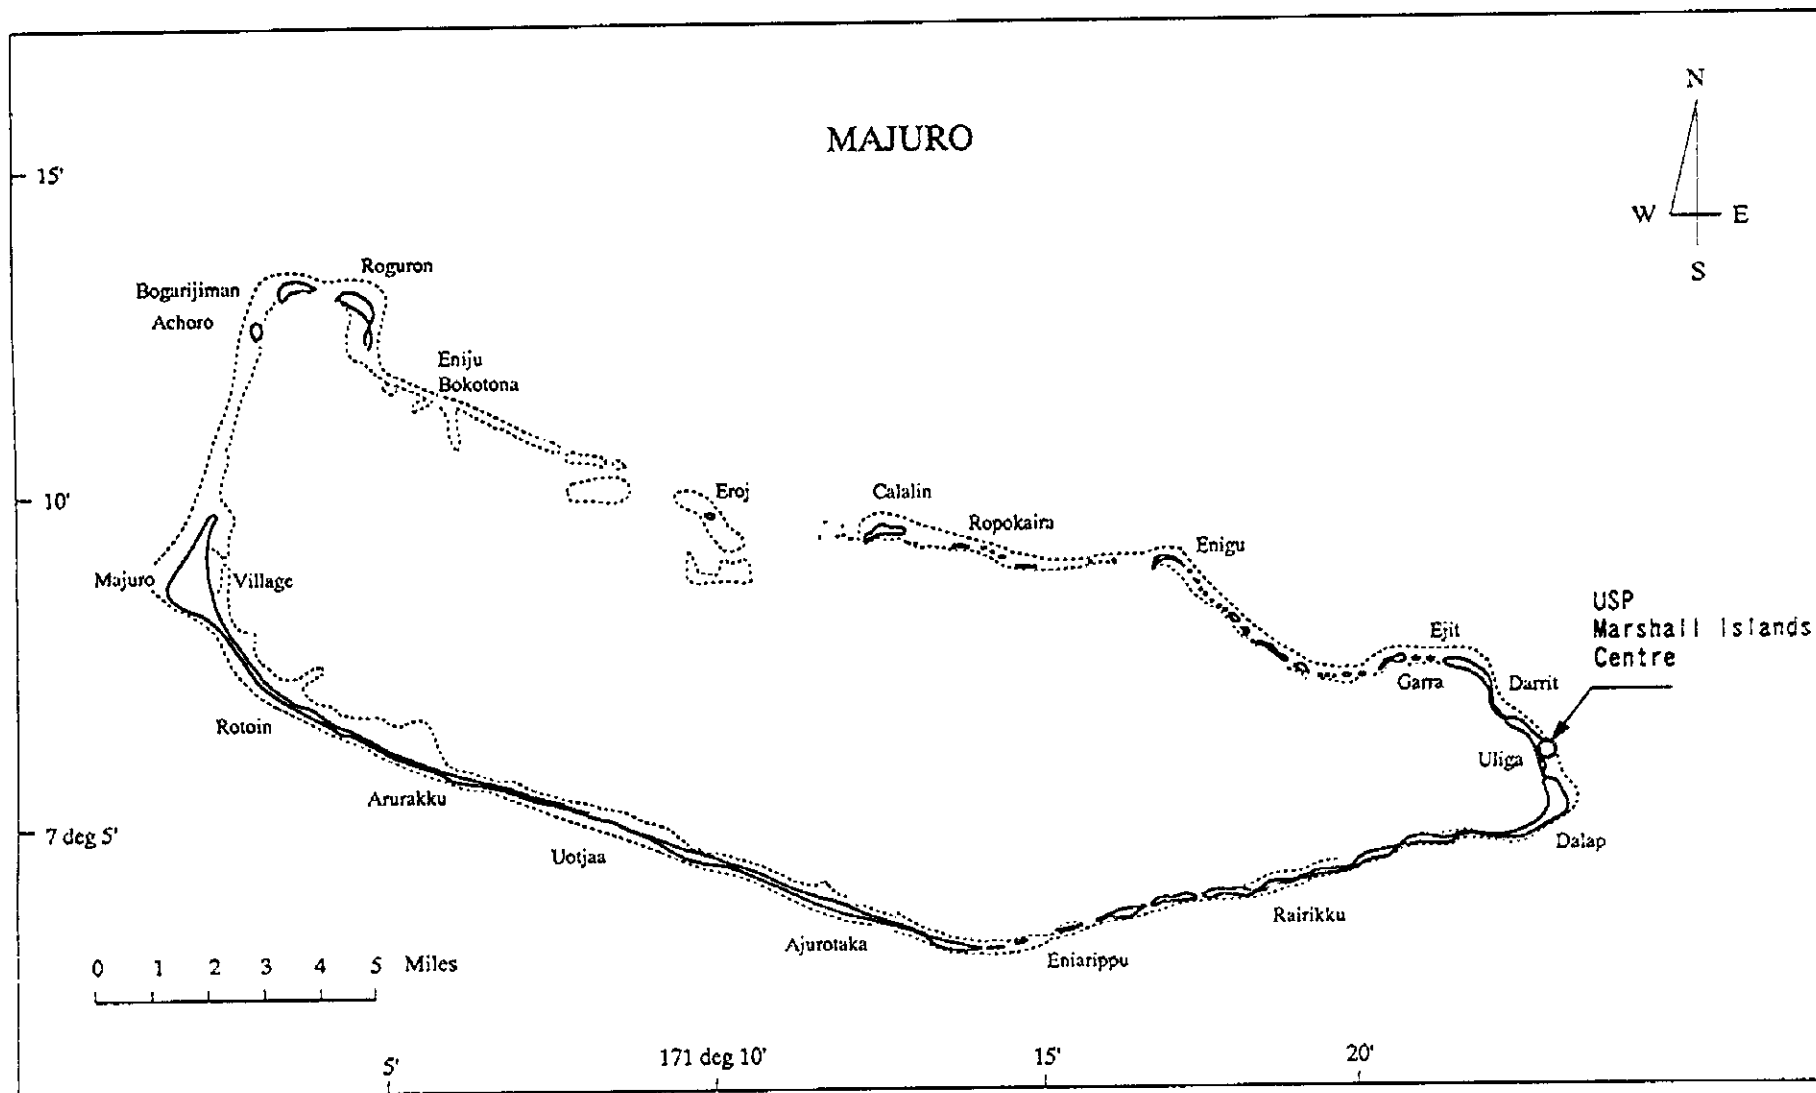 MAJURO
N
W E
S
15'
10'
7 deg 5'
Roguron
Bogarijiman
Achoro
Eniju
Bokotona
Eroj
Calalin
Ropokaira
Enigu
Majuro
Village
USP
Marshall Islands
Centre
Ejit
Garra
Darrit
Rotoin
Uliga
Arurakku
Dalap
Uotjaa
Rairikku
Ajurotaka
Eniarippu
0 1 2 3 4 5 Miles
5'
171 deg 10'
15'
20'